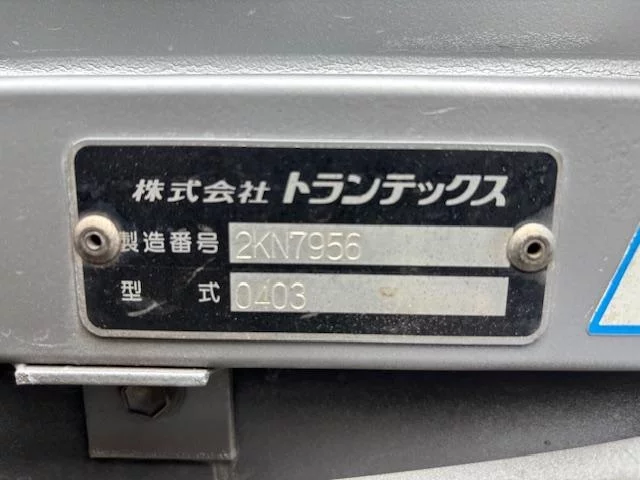 株式会社 トランテックス
製造番号 2KN7956
型式 0403